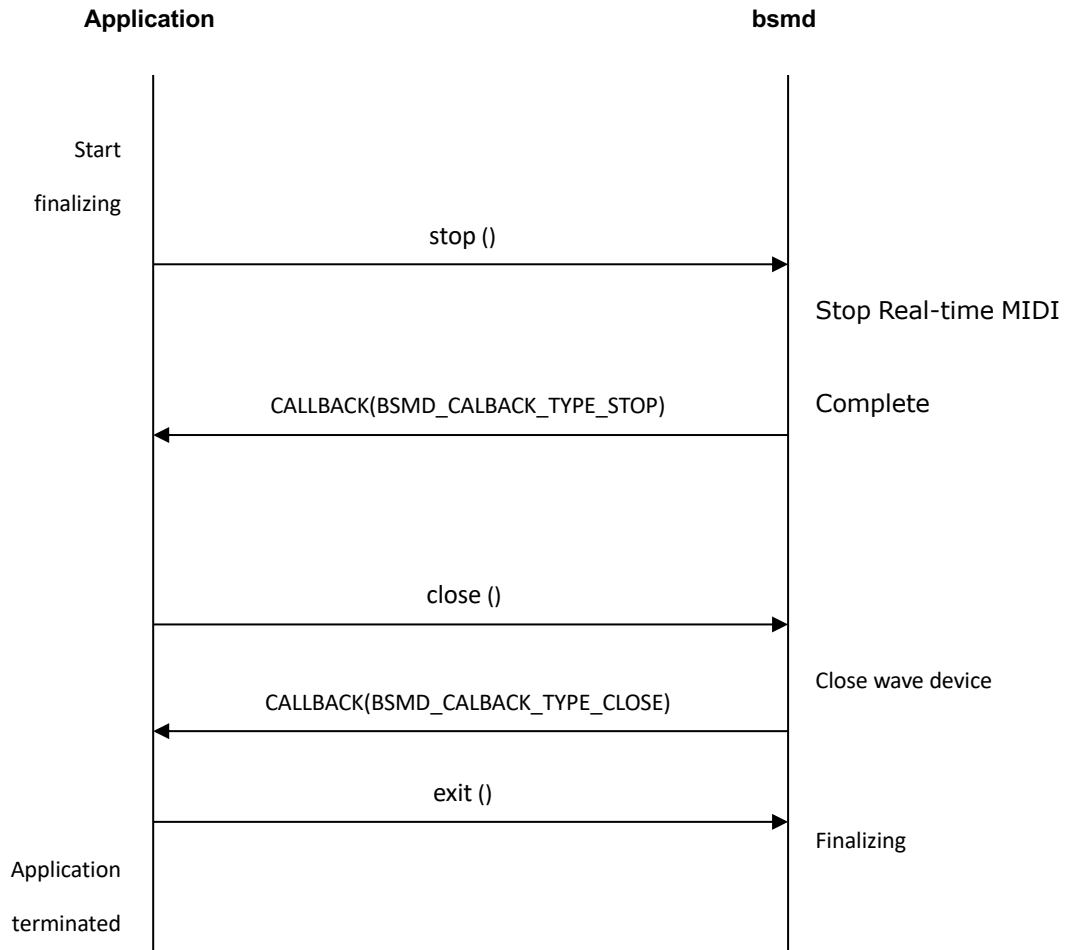 Application
bsmd
Start
finalizing
stop ()
Stop Real-time MIDI
CALLBACK(BSMD_CALBACK_TYPE_STOP)
Complete
close ()
Close wave device
CALLBACK(BSMD_CALBACK_TYPE_CLOSE)
exit ()
Finalizing
Application
terminated